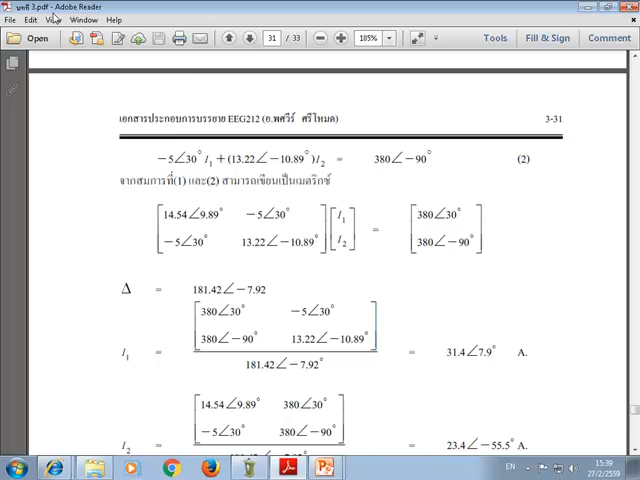 บทที่ 3.pdf - Adobe Reader
File Edit View Window Help
Open 31 / 33 105% Tools Fill & Sign Comment
เอกสารประกอบการบรรยาย EEG212 (อ.พศวีร์ ศรีโหมด) 3-31
−5∠30° I₁ + (13.22∠−10.89°)I₂ = 380∠−90° (2)
จากสมการที่(1) และ(2) สามารถเขียนเป็นเมตริกซ์
14.54∠9.89° −5∠30° I₁ 380∠30°
−5∠30° 13.22∠−10.89° I₂ = 380∠−90°
Δ = 181.42∠−7.92
380∠30° −5∠30°
380∠−90° 13.22∠−10.89°
I₁ = = 31.4∠7.9° A.
181.42∠−7.92°
14.54∠9.89° 380∠30°
−5∠30° 380∠−90°
I₂ = = 23.4∠−55.5° A.
EN 15:39
27/2/2559